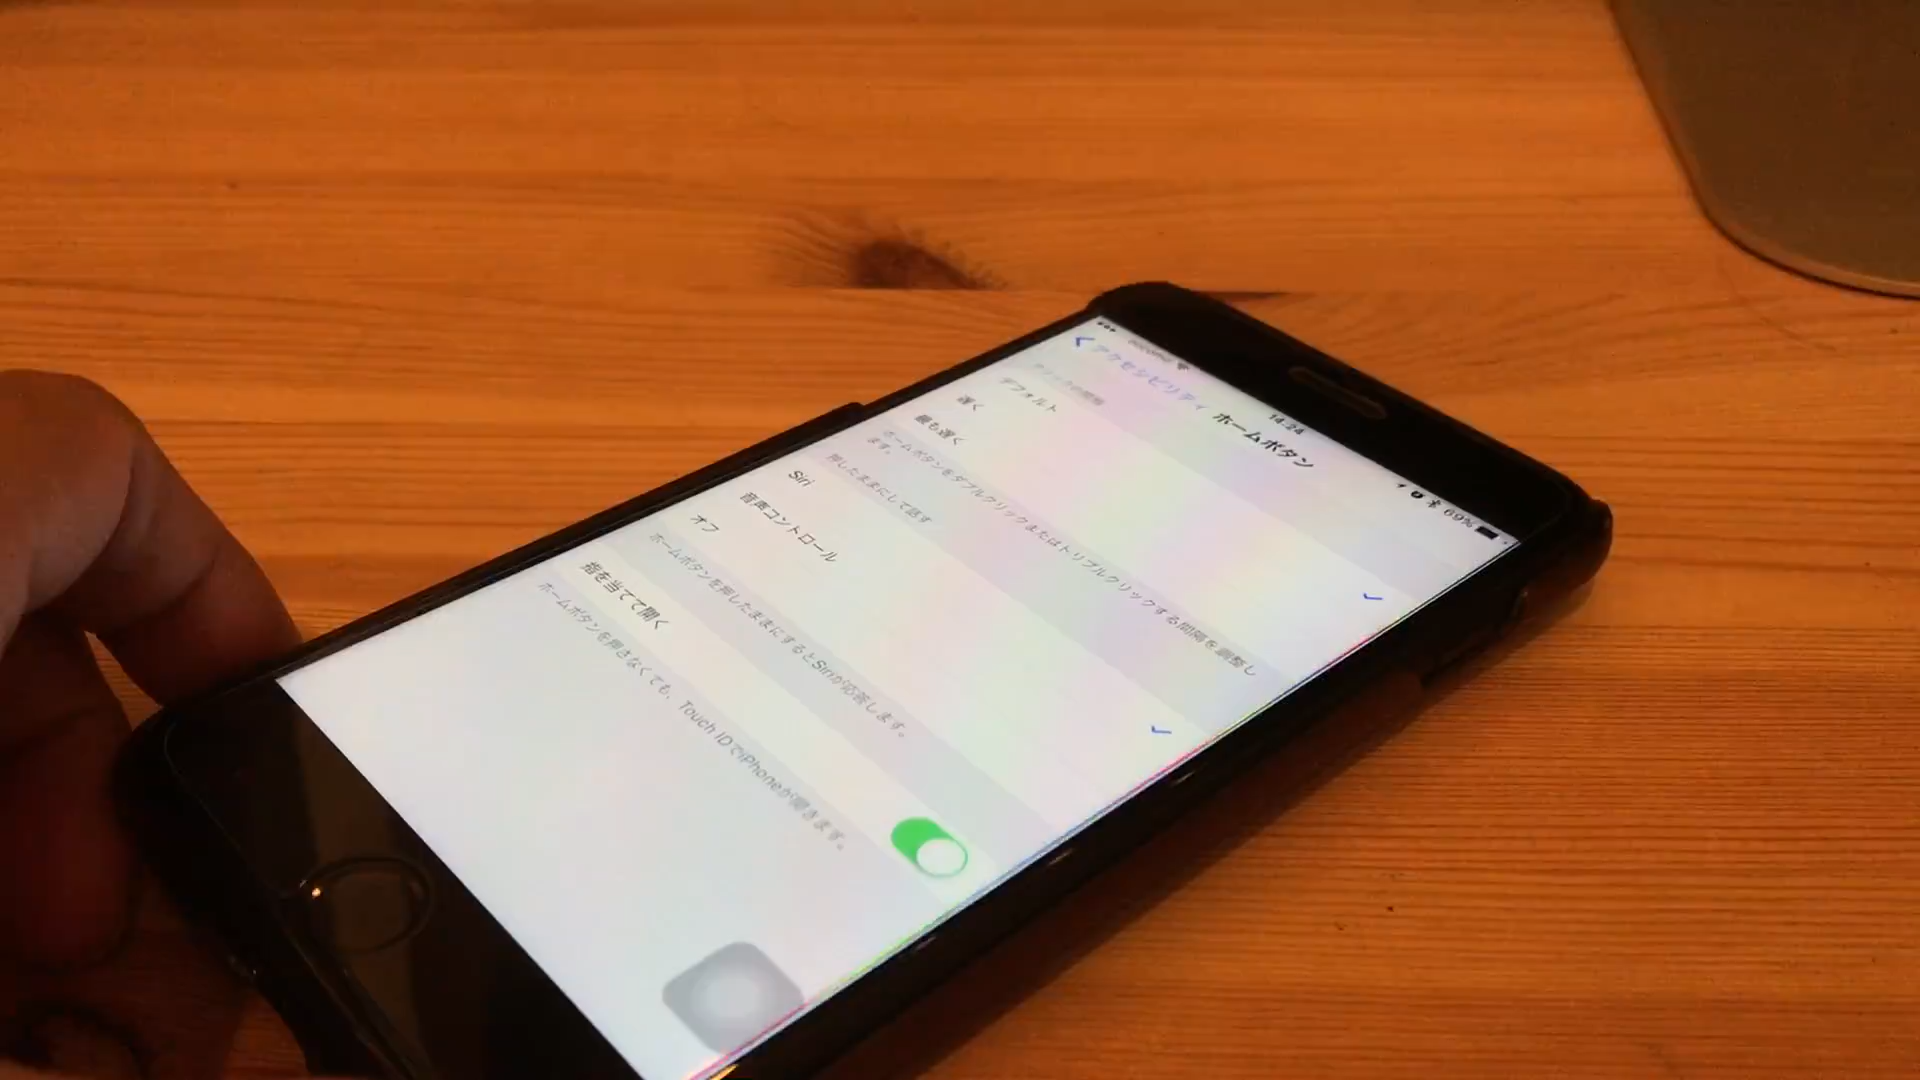 docomo 14:24 69%
アクセシビリティ ホームボタン
クリックの間隔
デフォルト
遅く
最も遅く
ホームボタンをダブルクリックまたはトリプルクリックする間隔を調整し
ます。
押したままにして話す
Siri
音声コントロール
オフ
ホームボタンを押したままにするとSiriが応答します。
指を当てて開く
ホームボタンを押さなくても、Touch IDでiPhoneが開きます。